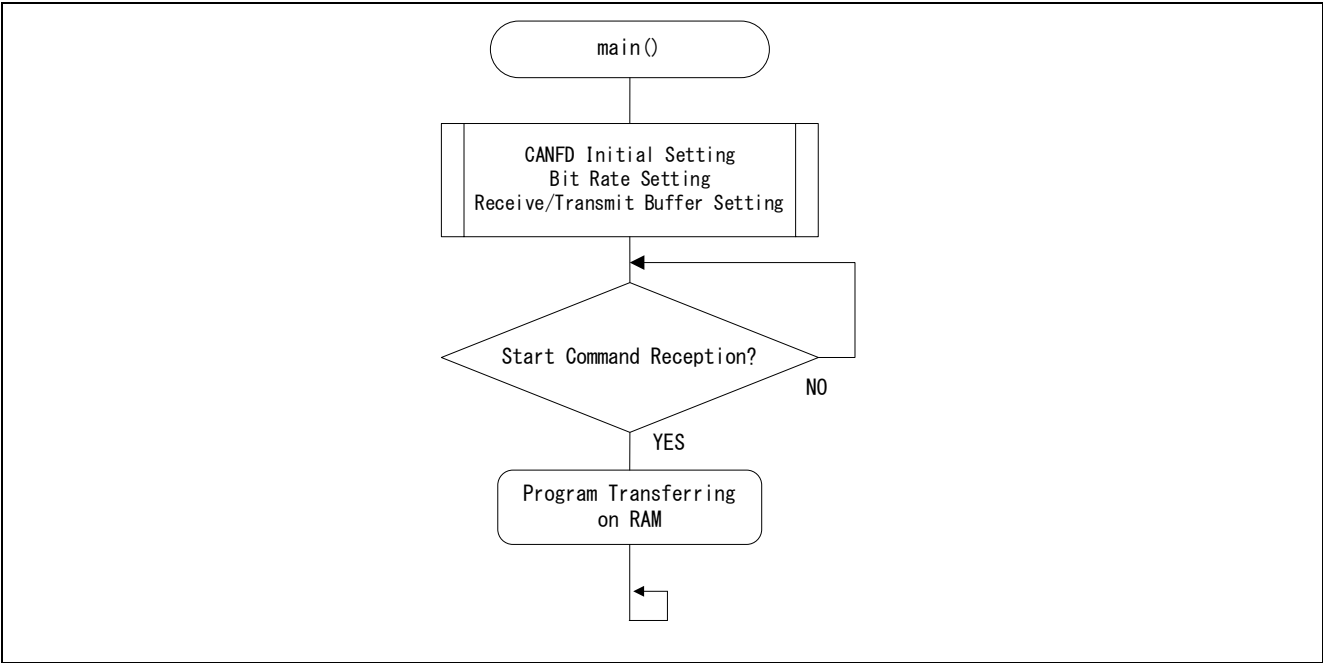 main()
CANFD Initial Setting
Bit Rate Setting
Receive/Transmit Buffer Setting
Start Command Reception?
NO
YES
Program Transferring
on RAM